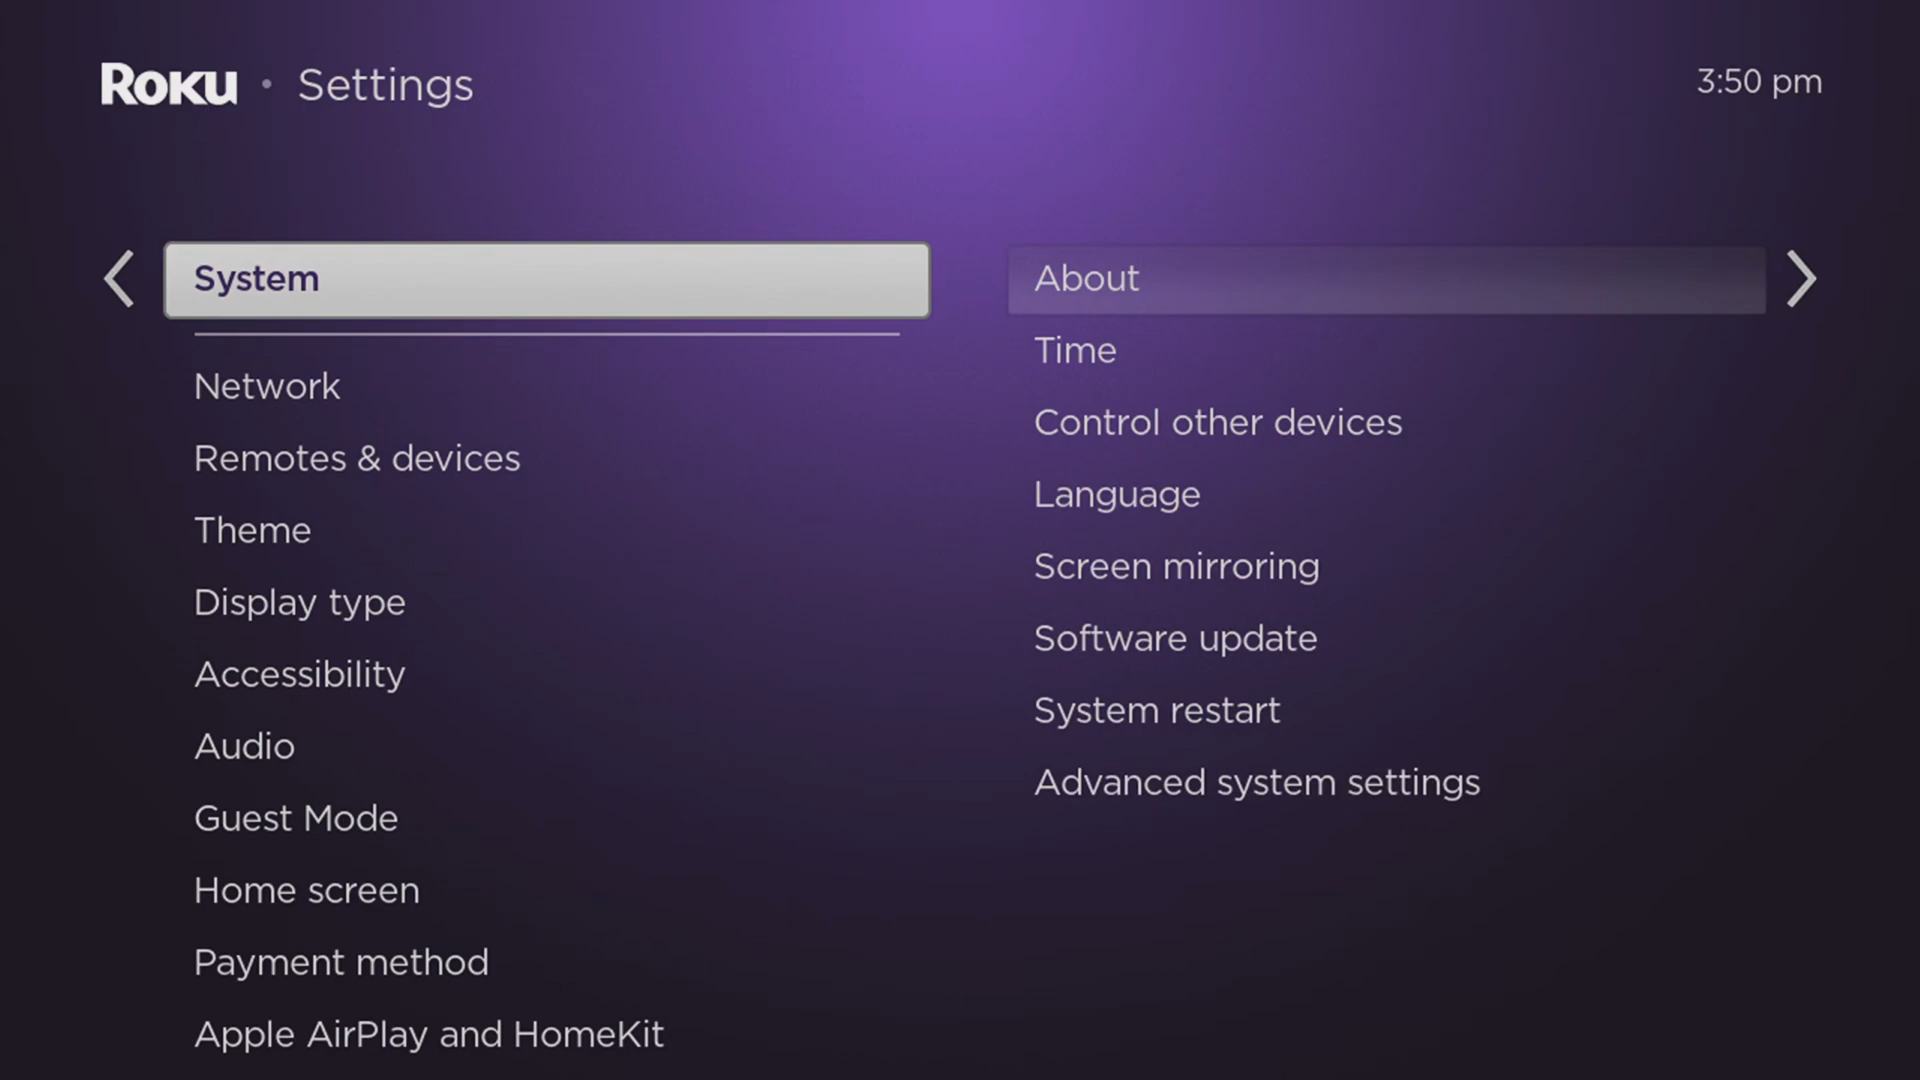 Roku • Settings
3:50 pm
System
Network
Remotes & devices
Theme
Display type
Accessibility
Audio
Guest Mode
Home screen
Payment method
Apple AirPlay and HomeKit
About
Time
Control other devices
Language
Screen mirroring
Software update
System restart
Advanced system settings